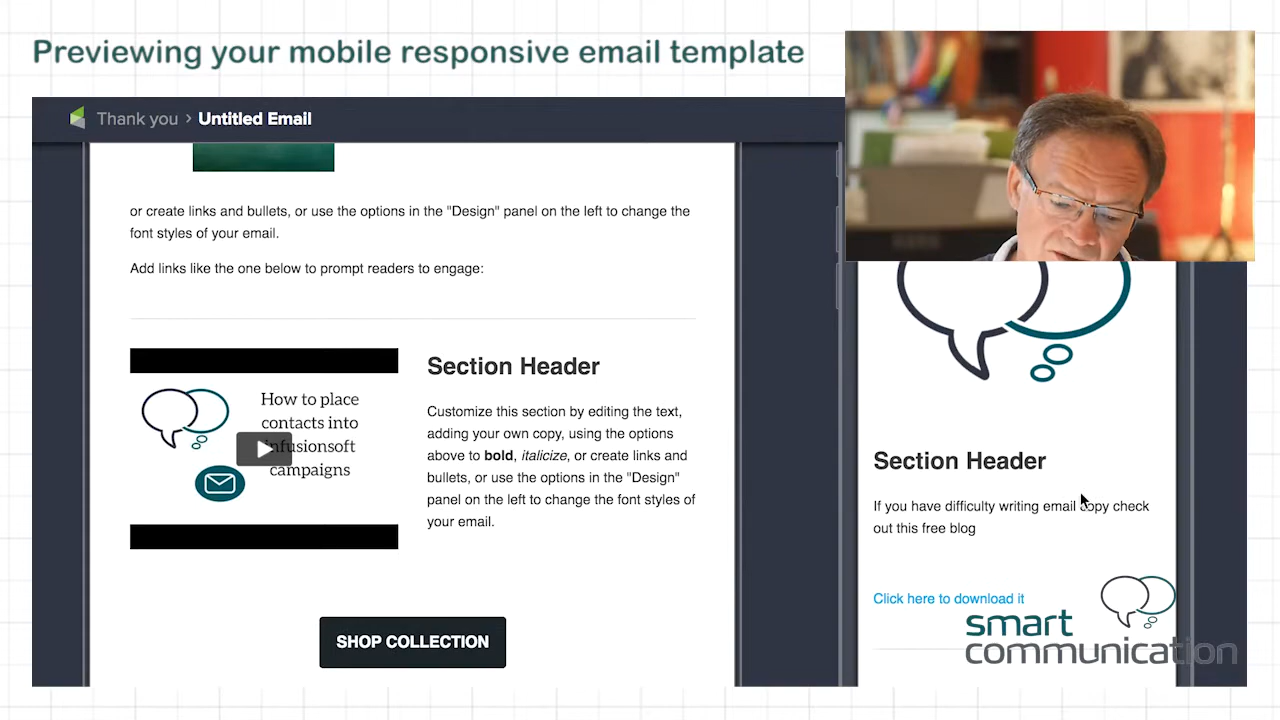 Previewing your mobile responsive email template
Thank you › Untitled Email
or create links and bullets, or use the options in the "Design" panel on the left to change the
font styles of your email.
Add links like the one below to prompt readers to engage:
How to place
contacts into
infusionsoft
campaigns
Section Header
Customize this section by editing the text,
adding your own copy, using the options
above to bold, italicize, or create links and
bullets, or use the options in the "Design"
panel on the left to change the font styles of
your email.
SHOP COLLECTION
Section Header
If you have difficulty writing email copy check
out this free blog
Click here to download it
smart
communication